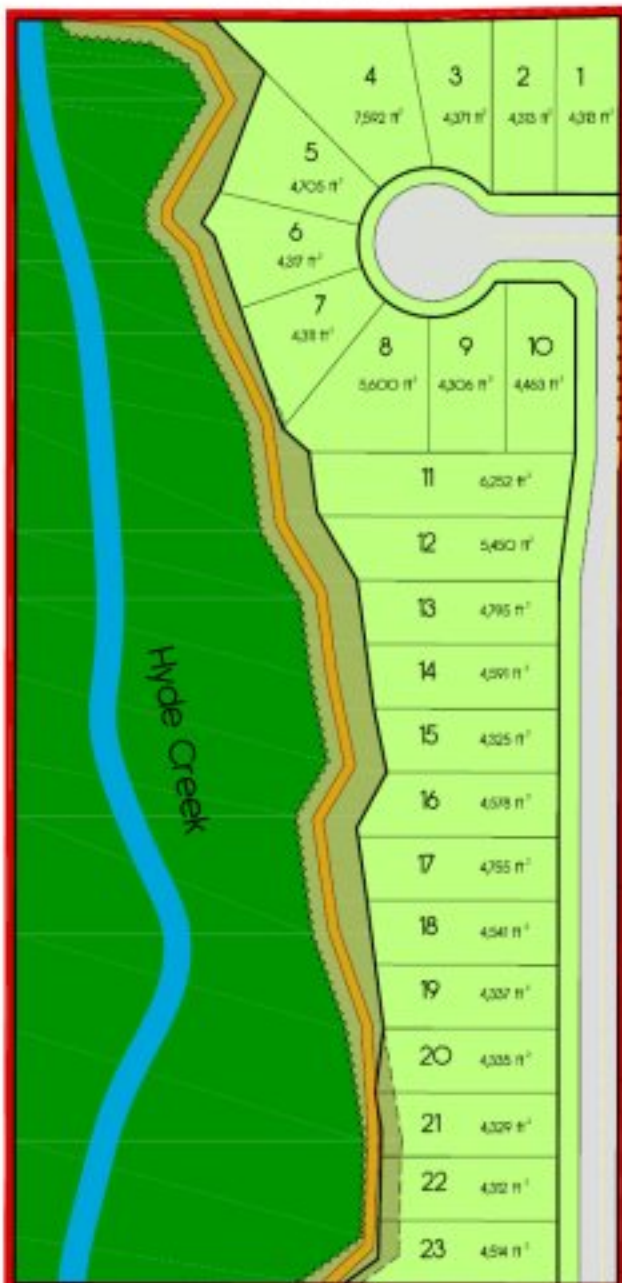 4
3
2
1
7,592 ft²
4,371 ft²
4,313 ft²
4,313 ft²
5
4,705 ft²
6
4,317 ft²
7
4,311 ft²
8
9
10
5,600 ft²
4,306 ft²
4,463 ft²
11 6,252 ft²
12 5,450 ft²
13 4,795 ft²
14 4,591 ft²
15 4,325 ft²
16 4,578 ft²
17 4,755 ft²
18 4,541 ft²
19 4,337 ft²
20 4,335 ft²
21 4,329 ft²
22 4,312 ft²
23 4,514 ft²
Hyde Creek